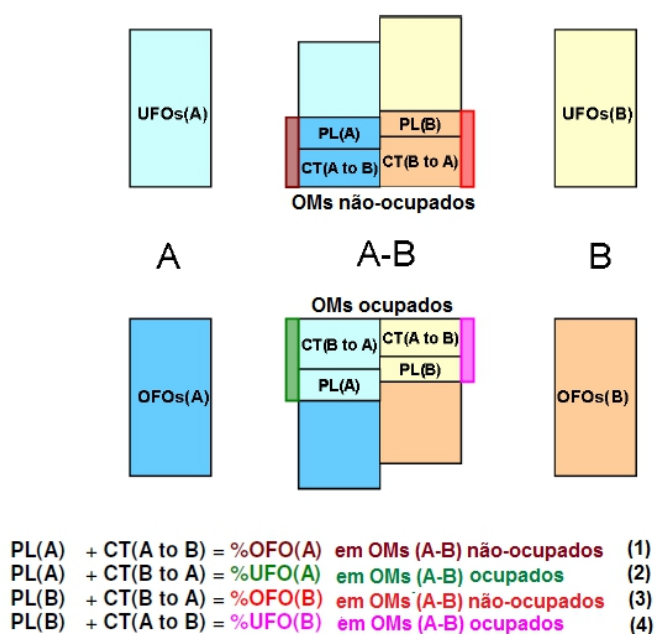 UFOs(A)
PL(A)
CT(A to B)
PL(B)
CT(B to A)
UFOs(B)
OMs não-ocupados
A
A-B
B
OMs ocupados
OFOs(A)
CT(B to A)
PL(A)
CT(A to B)
PL(B)
OFOs(B)
PL(A) + CT(A to B) = %OFO(A) em OMs (A-B) não-ocupados (1)
PL(A) + CT(B to A) = %UFO(A) em OMs (A-B) ocupados (2)
PL(B) + CT(B to A) = %OFO(B) em OMs (A-B) não-ocupados (3)
PL(B) + CT(A to B) = %UFO(B) em OMs (A-B) ocupados (4)